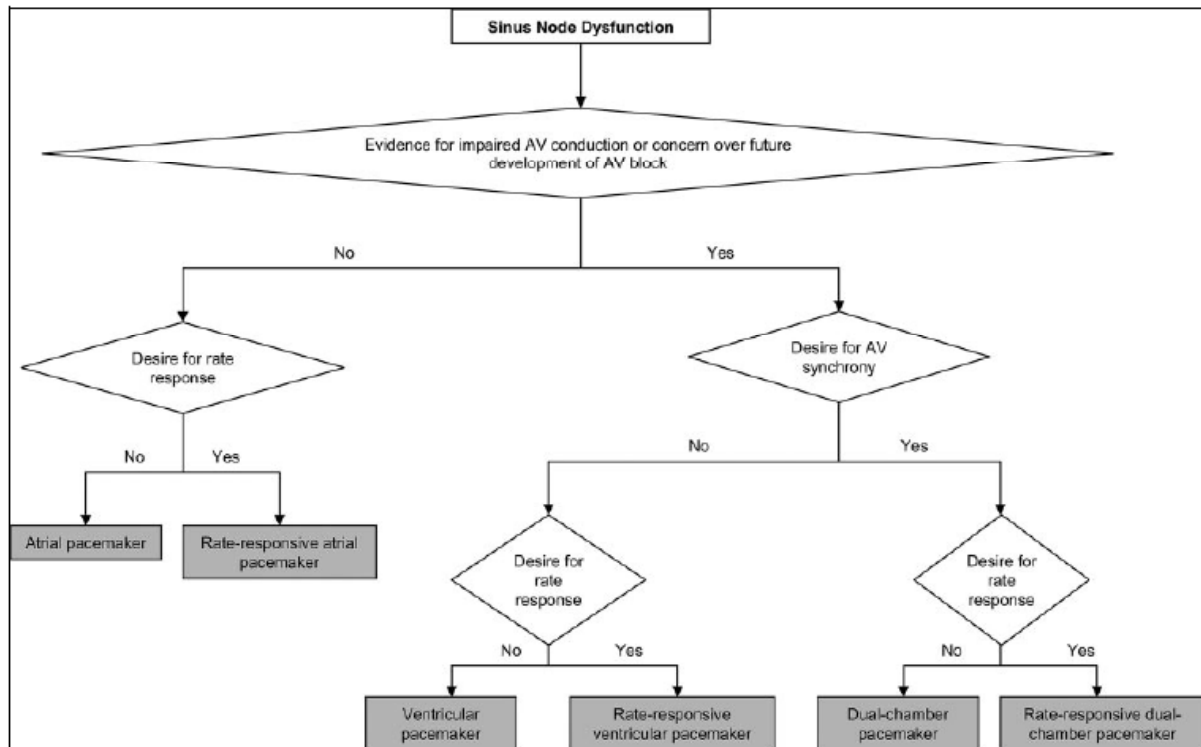 Sinus Node Dysfunction
Evidence for impaired AV conduction or concern over future
development of AV block
No
Yes
Desire for rate
response
Desire for AV
synchrony
No
Yes
No
Yes
Atrial pacemaker
Rate-responsive atrial
pacemaker
Desire for
rate
response
Desire for
rate
response
No
Yes
No
Yes
Ventricular
pacemaker
Rate-responsive
ventricular pacemaker
Dual-chamber
pacemaker
Rate-responsive dual-
chamber pacemaker